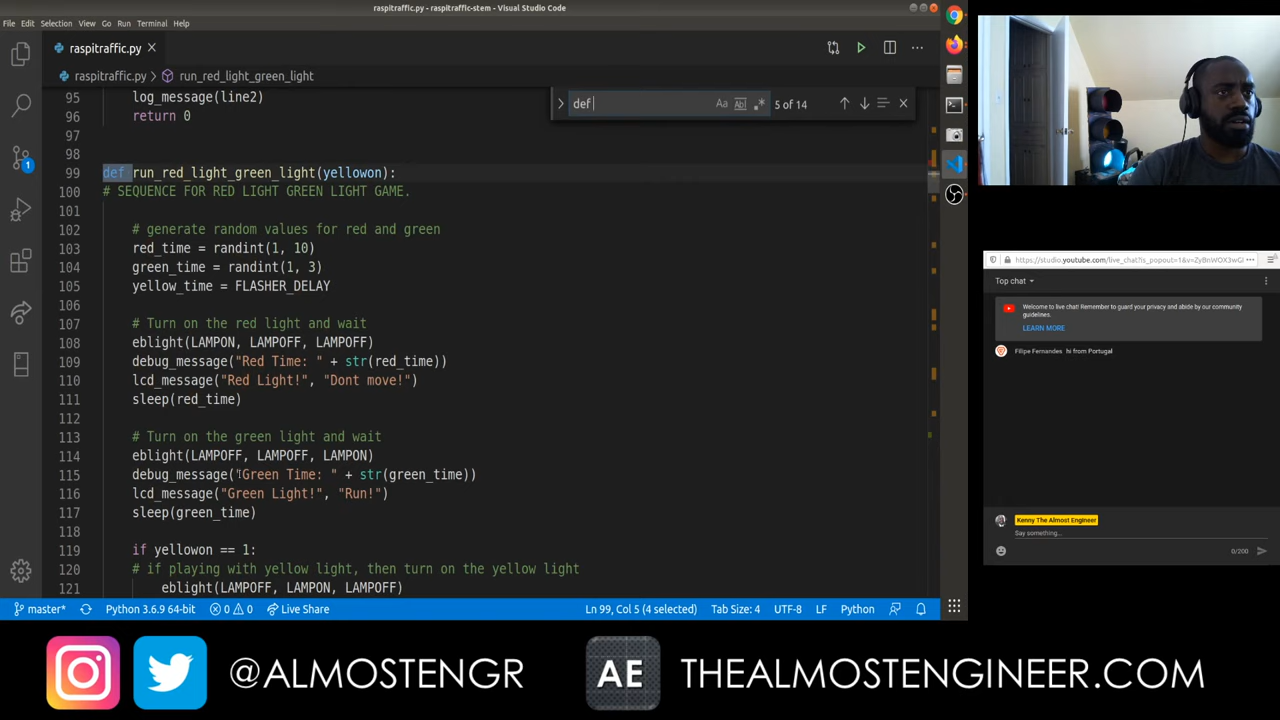 raspitraffic.py - raspitraffic-stem - Visual Studio Code
File Edit Selection View Go Run Terminal Help
raspitraffic.py
raspitraffic.py run_red_light_green_light
def
Aa Abl .* 5 of 14
95 log_message(line2)
96 return 0
97
98
99 def run_red_light_green_light(yellowon):
100 # SEQUENCE FOR RED LIGHT GREEN LIGHT GAME.
101
102 # generate random values for red and green
103 red_time = randint(1, 10)
104 green_time = randint(1, 3)
105 yellow_time = FLASHER_DELAY
106
107 # Turn on the red light and wait
108 eblight(LAMPON, LAMPOFF, LAMPOFF)
109 debug_message("Red Time: " + str(red_time))
110 lcd_message("Red Light!", "Dont move!")
111 sleep(red_time)
112
113 # Turn on the green light and wait
114 eblight(LAMPOFF, LAMPOFF, LAMPON)
115 debug_message("Green Time: " + str(green_time))
116 lcd_message("Green Light!", "Run!")
117 sleep(green_time)
118
119 if yellowon == 1:
120 # if playing with yellow light, then turn on the yellow light
121 eblight(LAMPOFF, LAMPON, LAMPOFF)
1
master* Python 3.6.9 64-bit 0 0 Live Share Ln 99, Col 5 (4 selected) Tab Size: 4 UTF-8 LF Python
https://studio.youtube.com/live_chat?is_popout=1&v=
Top chat
Welcome to live chat! Remember to guard your privacy and abide by our community
guidelines.
LEARN MORE
Filipe Fernandes hi from Portugal
Kenny The Almost Engineer
Say something...
0/200
@ALMOSTENGR AE THEALMOSTENGINEER.COM